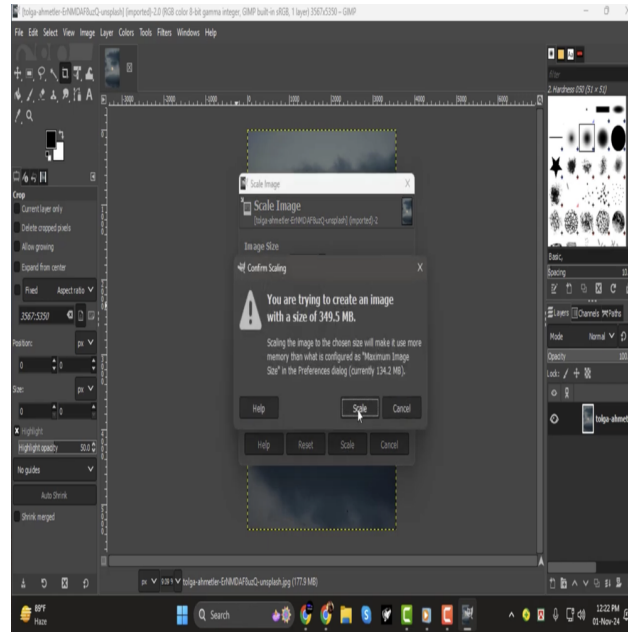 [tolga-ahmetler-ErNMDAFBuzQ-unsplash] (imported)-2.0 (RGB color 8-bit gamma integer, GIMP built-in sRGB, 1 layer) 3567x5350 – GIMP
File Edit Select View Image Layer Colors Tools Filters Windows Help
filter
2. Hardness 050 (51 × 51)
Crop
Current layer only
Delete cropped pixels
Allow growing
Expand from center
Fixed Aspect ratio
3567:5350
Position: px
0 0
Size: px
0 0
Highlight
Highlight opacity 50.0
No guides
Auto Shrink
Shrink merged
Scale Image
Scale Image
[tolga-ahmetler-ErNMDAFBuzQ-unsplash] (imported)-2
Image Size
Confirm Scaling
You are trying to create an image
with a size of 349.5 MB.
Scaling the image to the chosen size will make it use more
memory than what is configured as "Maximum Image
Size" in the Preferences dialog (currently 134.2 MB).
Help Scale Cancel
Help Reset Scale Cancel
Basic,
Spacing 10.
Layers Channels Paths
Mode Normal
Opacity 100.
Lock:
tolga-ahmet
px tolga-ahmetler-ErNMDAFBuzQ-unsplash.jpg (177.9 MB)
89°F
Haze
Search
12:22 PM
01-Nov-24